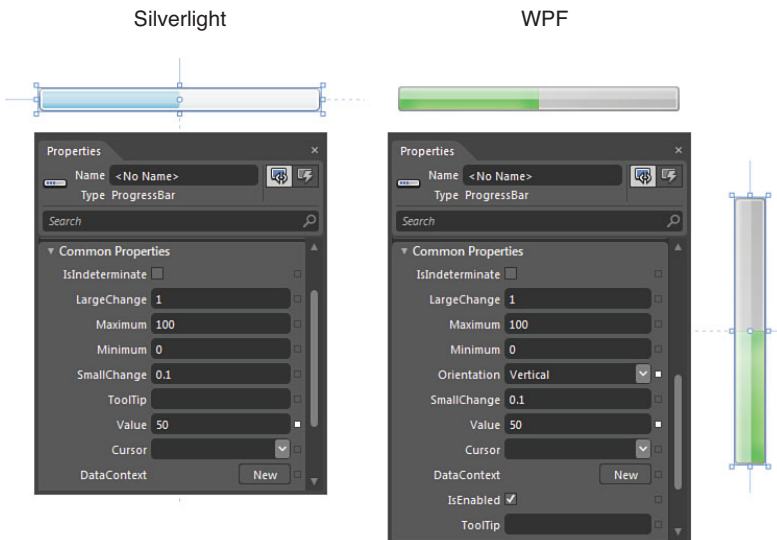 Silverlight
WPF
Properties
Name <No Name>
Type ProgressBar
Search
Common Properties
IsIndeterminate
LargeChange 1
Maximum 100
Minimum 0
SmallChange 0.1
ToolTip
Value 50
Cursor
DataContext New
Properties
Name <No Name>
Type ProgressBar
Search
Common Properties
IsIndeterminate
LargeChange 1
Maximum 100
Minimum 0
Orientation Vertical
SmallChange 0.1
Value 50
Cursor
DataContext New
IsEnabled
ToolTip